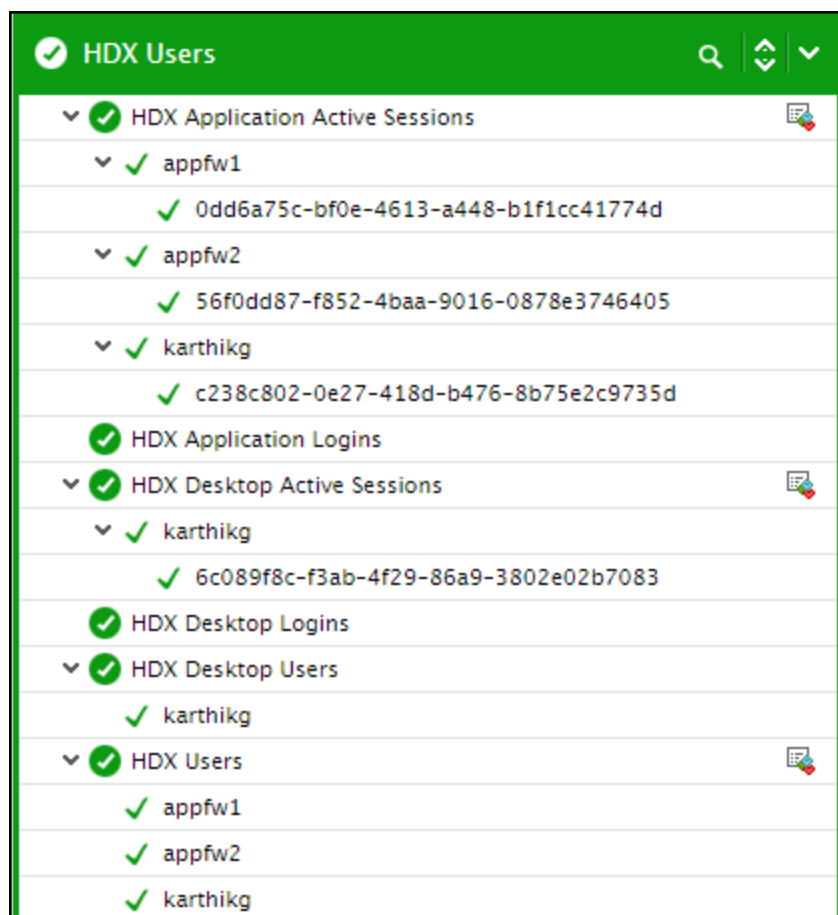 HDX Users
HDX Application Active Sessions
appfw1
0dd6a75c-bf0e-4613-a448-b1f1cc41774d
appfw2
56f0dd87-f852-4baa-9016-0878e3746405
karthikg
c238c802-0e27-418d-b476-8b75e2c9735d
HDX Application Logins
HDX Desktop Active Sessions
karthikg
6c089f8c-f3ab-4f29-86a9-3802e02b7083
HDX Desktop Logins
HDX Desktop Users
karthikg
HDX Users
appfw1
appfw2
karthikg